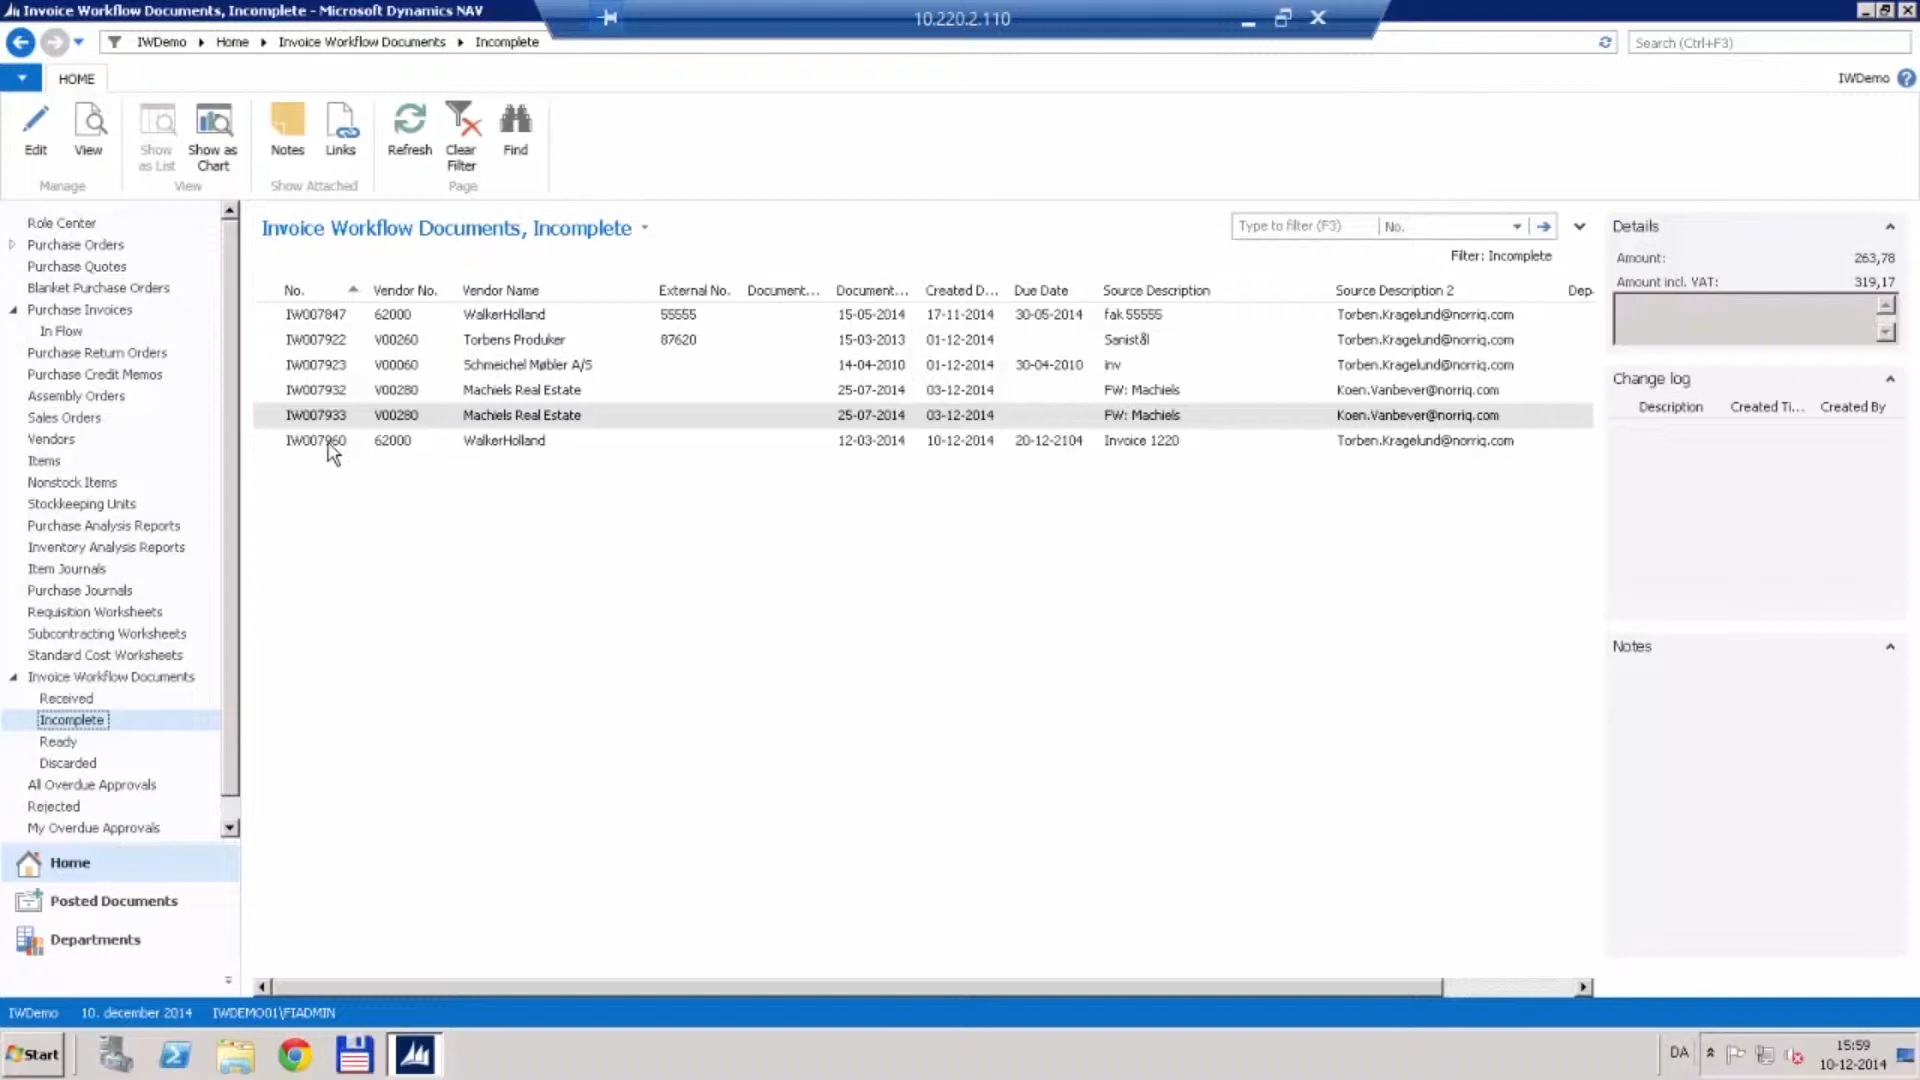 Invoice Workflow Documents, Incomplete - Microsoft Dynamics NAV
10.220.2.110
IWDemo Home Invoice Workflow Documents Incomplete
Search (Ctrl+F3)
HOME
IWDemo
Edit View Show as List Show as Chart Notes Links Refresh Clear Filter Find
Manage View Show Attached Page
Role Center
Purchase Orders
Purchase Quotes
Blanket Purchase Orders
Purchase Invoices
In Flow
Purchase Return Orders
Purchase Credit Memos
Assembly Orders
Sales Orders
Vendors
Items
Nonstock Items
Stockkeeping Units
Purchase Analysis Reports
Inventory Analysis Reports
Item Journals
Purchase Journals
Requisition Worksheets
Subcontracting Worksheets
Standard Cost Worksheets
Invoice Workflow Documents
Received
Incomplete
Ready
Discarded
All Overdue Approvals
Rejected
My Overdue Approvals
Home
Posted Documents
Departments
Invoice Workflow Documents, Incomplete
Type to filter (F3) No.
Filter: Incomplete
No. Vendor No. Vendor Name External No. Document... Document... Created D... Due Date Source Description Source Description 2 Dep
IW007847 62000 WalkerHolland 55555 15-05-2014 17-11-2014 30-05-2014 fak 55555 Torben.Kragelund@norriq.com
IW007922 V00260 Torbens Produker 87620 15-03-2013 01-12-2014 Sanistål Torben.Kragelund@norriq.com
IW007923 V00060 Schmeichel Møbler A/S 14-04-2010 01-12-2014 30-04-2010 inv Torben.Kragelund@norriq.com
IW007932 V00280 Machiels Real Estate 25-07-2014 03-12-2014 FW: Machiels Koen.Vanbever@norriq.com
IW007933 V00280 Machiels Real Estate 25-07-2014 03-12-2014 FW: Machiels Koen.Vanbever@norriq.com
IW007960 62000 WalkerHolland 12-03-2014 10-12-2014 20-12-2104 Invoice 1220 Torben.Kragelund@norriq.com
Details
Amount: 263,78
Amount incl. VAT: 319,17
Change log
Description Created Ti... Created By
Notes
IWDemo 10. december 2014 IWDEMO01\FIADMIN
Start
DA
15:59
10-12-2014